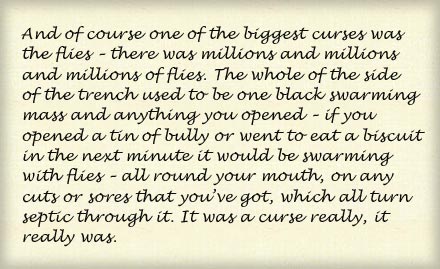 And of course one of the biggest curses was
the flies – there was millions and millions
and millions of flies. The whole of the side
of the trench used to be one black swarming
mass and anything you opened – if you
opened a tin of bully or went to eat a biscuit
in the next minute it would be swarming
with flies – all round your mouth, on any
cuts or sores that you've got, which all turn
septic through it. It was a curse really, it
really was.